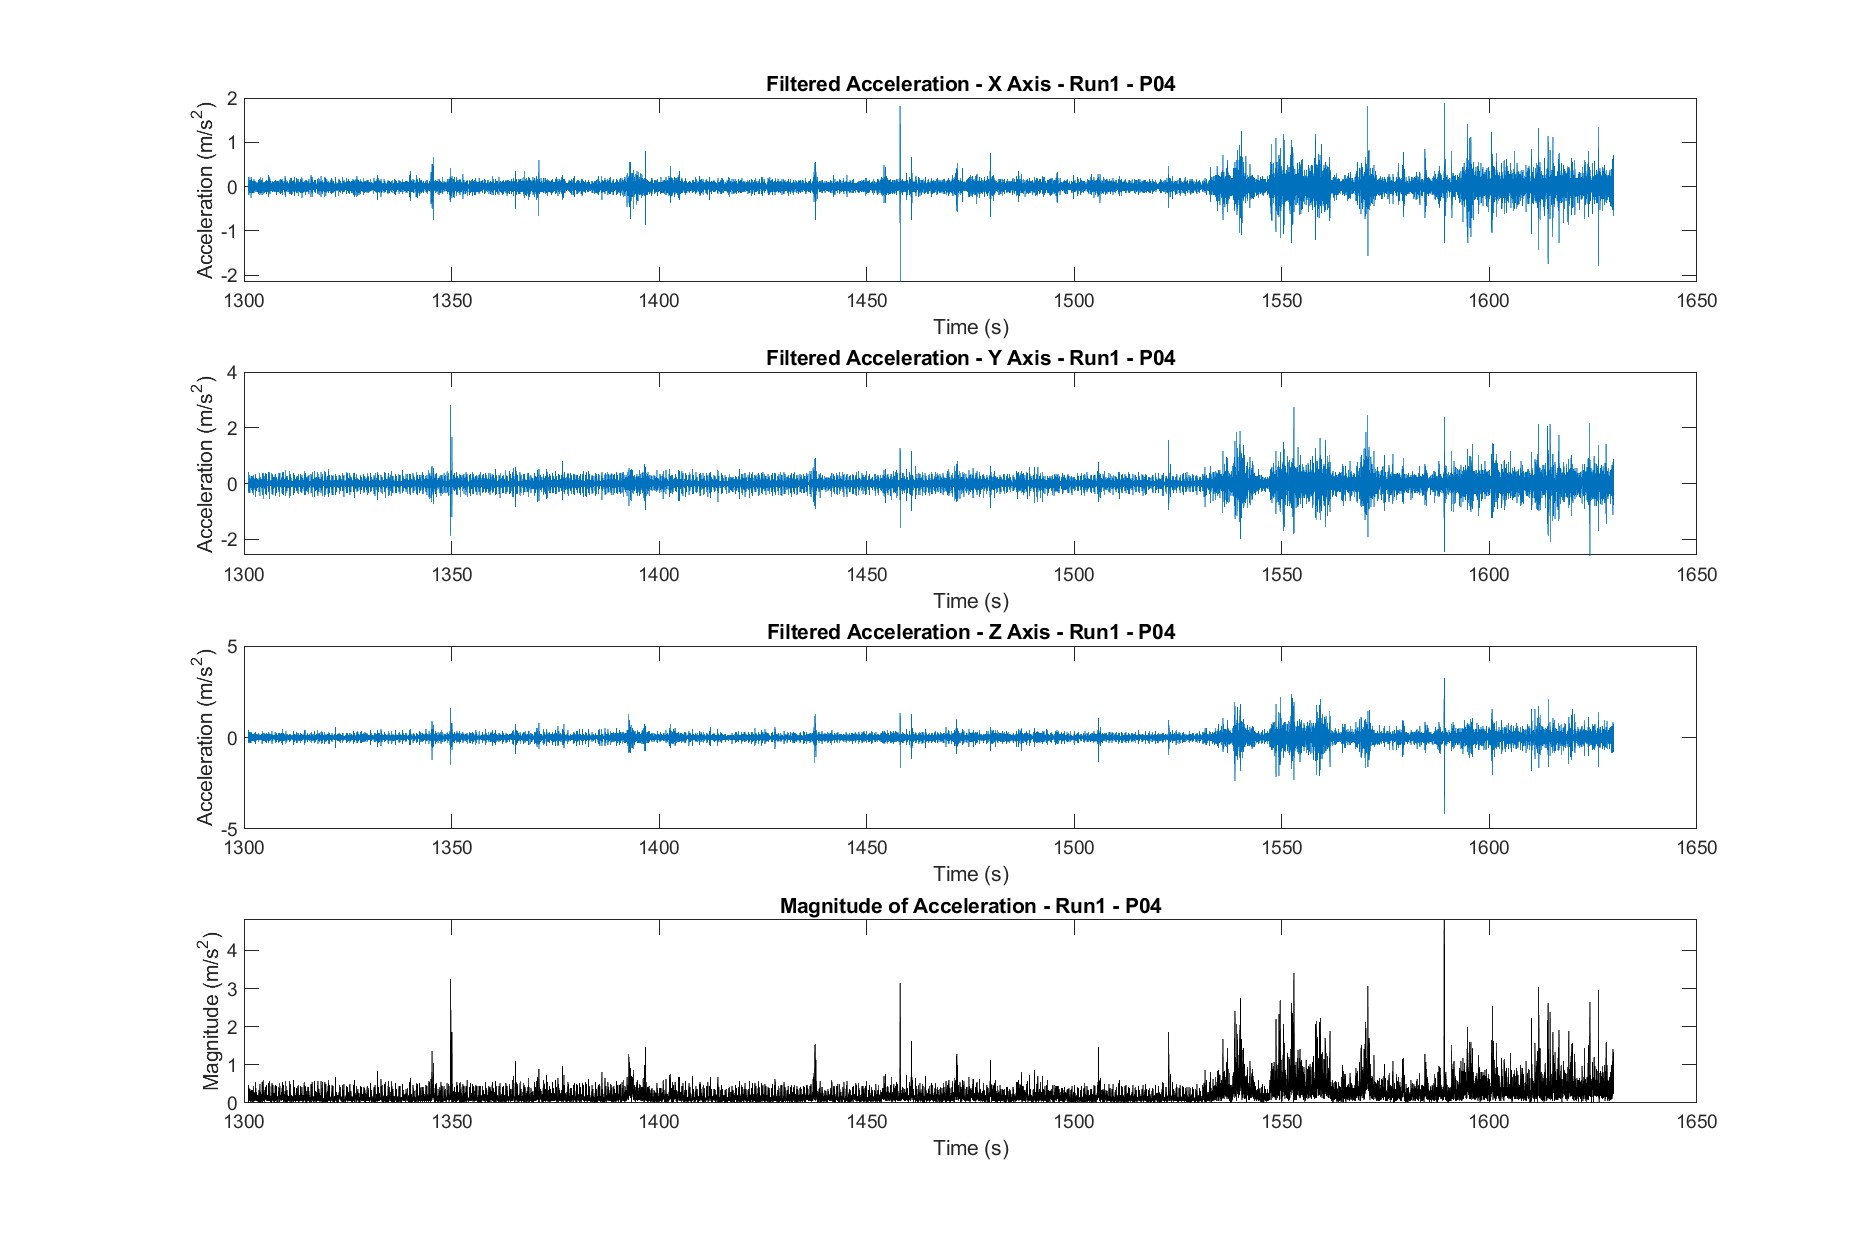 Filtered Acceleration - X Axis - Run1 - P04
Acceleration (m/s²)
2
1
0
-1
-2
1300 1350 1400 1450 1500 1550 1600 1650
Time (s)
Filtered Acceleration - Y Axis - Run1 - P04
Acceleration (m/s²)
4
2
0
-2
1300 1350 1400 1450 1500 1550 1600 1650
Time (s)
Filtered Acceleration - Z Axis - Run1 - P04
Acceleration (m/s²)
5
0
-5
1300 1350 1400 1450 1500 1550 1600 1650
Time (s)
Magnitude of Acceleration - Run1 - P04
Magnitude (m/s²)
4
3
2
1
0
1300 1350 1400 1450 1500 1550 1600 1650
Time (s)